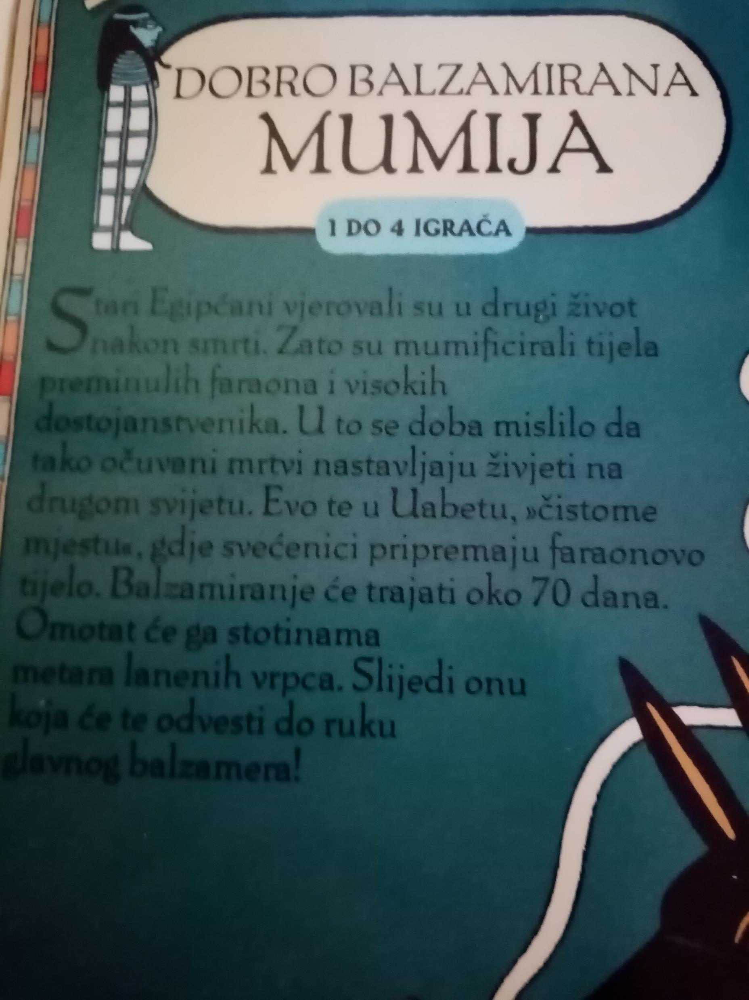 DOBRO BALZAMIRANA
MUMIJA
1 DO 4 IGRAČA
Stari Egipćani vjerovali su u drugi život
nakon smrti. Zato su mumificirali tijela
preminulih faraona i visokih
dostojanstvenika. U to se doba mislilo da
tako očuvani mrtvi nastavljaju živjeti na
drugom svijetu. Evo te u Uabetu, »čistome
mjestu«, gdje svećenici pripremaju faraonovo
tijelo. Balzamiranje će trajati oko 70 dana.
Omotat će ga stotinama
metara lanenih vrpca. Slijedi onu
koja će te odvesti do ruku
glavnog balzamera!